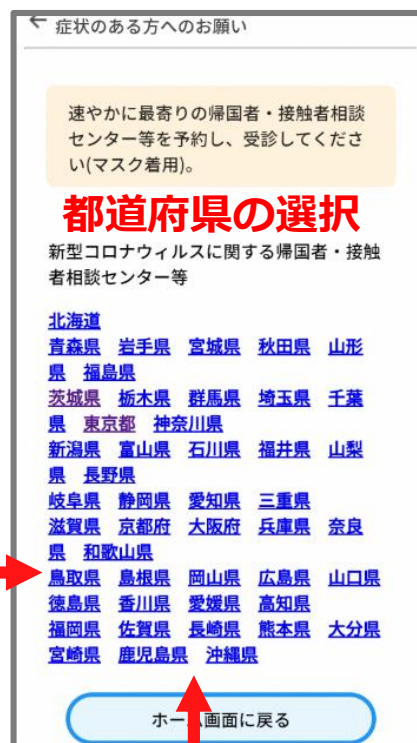 ← 症状のある方へのお願い
速やかに最寄りの帰国者・接触者相談
センター等を予約し、受診してくださ
い(マスク着用)。
都道府県の選択
新型コロナウィルスに関する帰国者・接触
者相談センター等
北海道
青森県 岩手県 宮城県 秋田県 山形
県 福島県
茨城県 栃木県 群馬県 埼玉県 千葉
県 東京都 神奈川県
新潟県 富山県 石川県 福井県 山梨
県 長野県
岐阜県 静岡県 愛知県 三重県
滋賀県 京都府 大阪府 兵庫県 奈良
県 和歌山県
鳥取県 島根県 岡山県 広島県 山口県
徳島県 香川県 愛媛県 高知県
福岡県 佐賀県 長崎県 熊本県 大分県
宮崎県 鹿児島県 沖縄県
ホーム画面に戻る